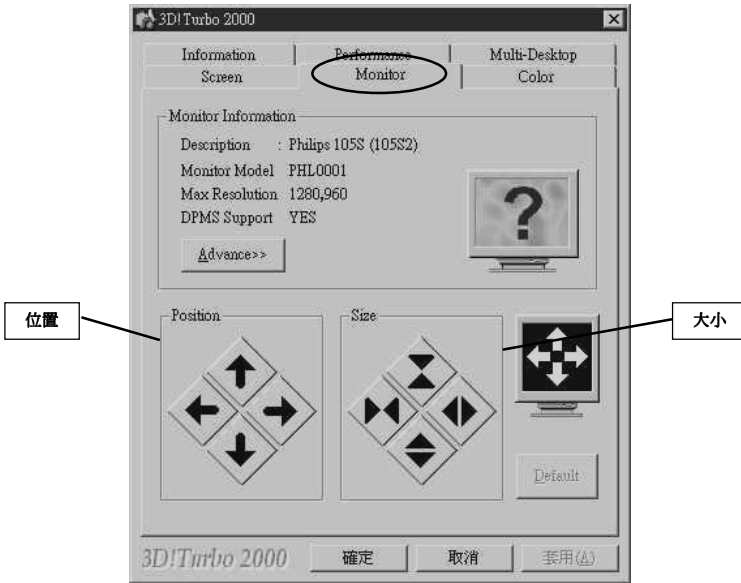 3D!Turbo 2000
Information Performance Multi-Desktop
Screen Monitor Color
Monitor Information
Description : Philips 105S (105S2)
Monitor Model PHL0001
Max Resolution 1280,960
DPMS Support YES
?
Advance>>
位置
Position
Size
大小
Default
3D!Turbo 2000
確定 取消 套用(A)